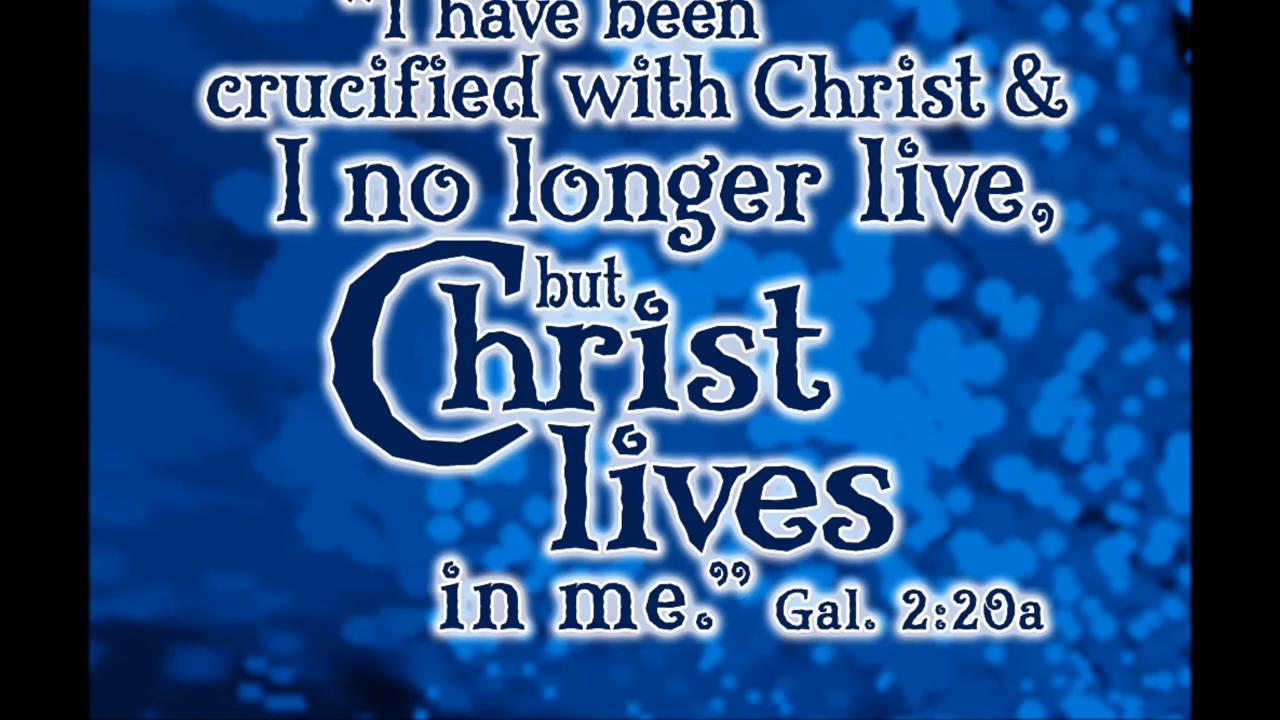 “I have been
crucified with Christ &
I no longer live,
but
Christ
lives
in me.” Gal. 2:20a